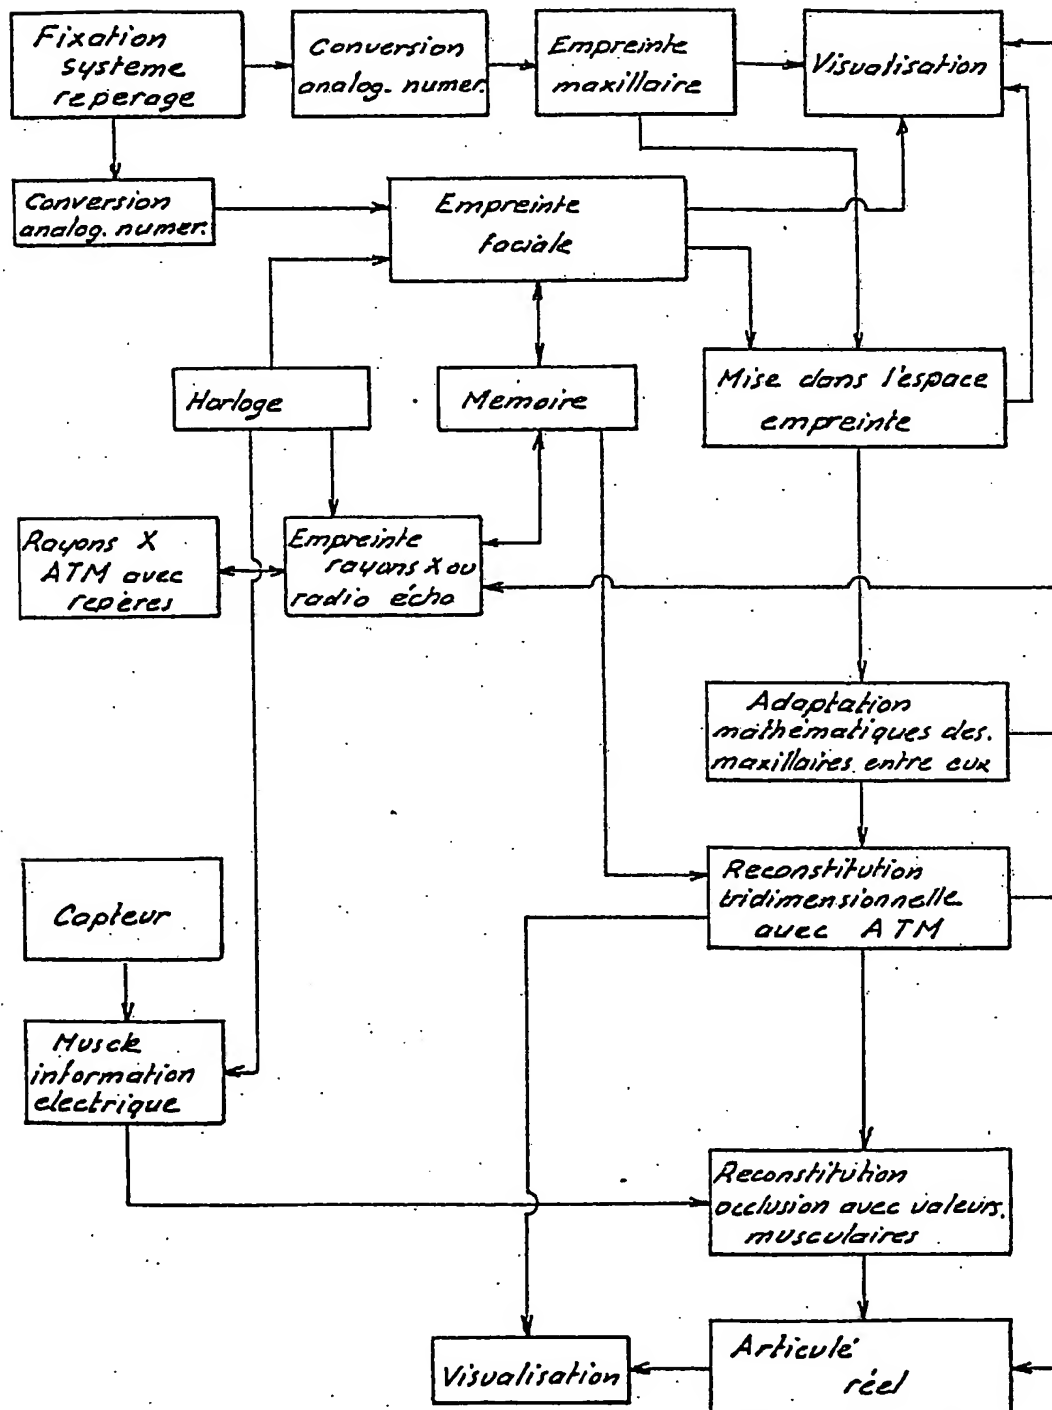 Fixation
systeme
reperage
Conversion
analog. numer.
Empreinte
maxillaire
Visualisation
Conversion
analog. numer.
Empreinte
faciale
Horloge
Memoire
Mise dans l'espace
empreinte
Rayons X
ATM avec
repères
Empreinte
rayons X ou
radio écho
Adaptation
mathématiques des.
maxillaires entre eux
Capteur
Reconstitution
tridimensionnelle
avec ATM
Muscle
information
electrique
Reconstitution
occlusion avec valeurs.
musculaires
Visualisation
Articulé
réel